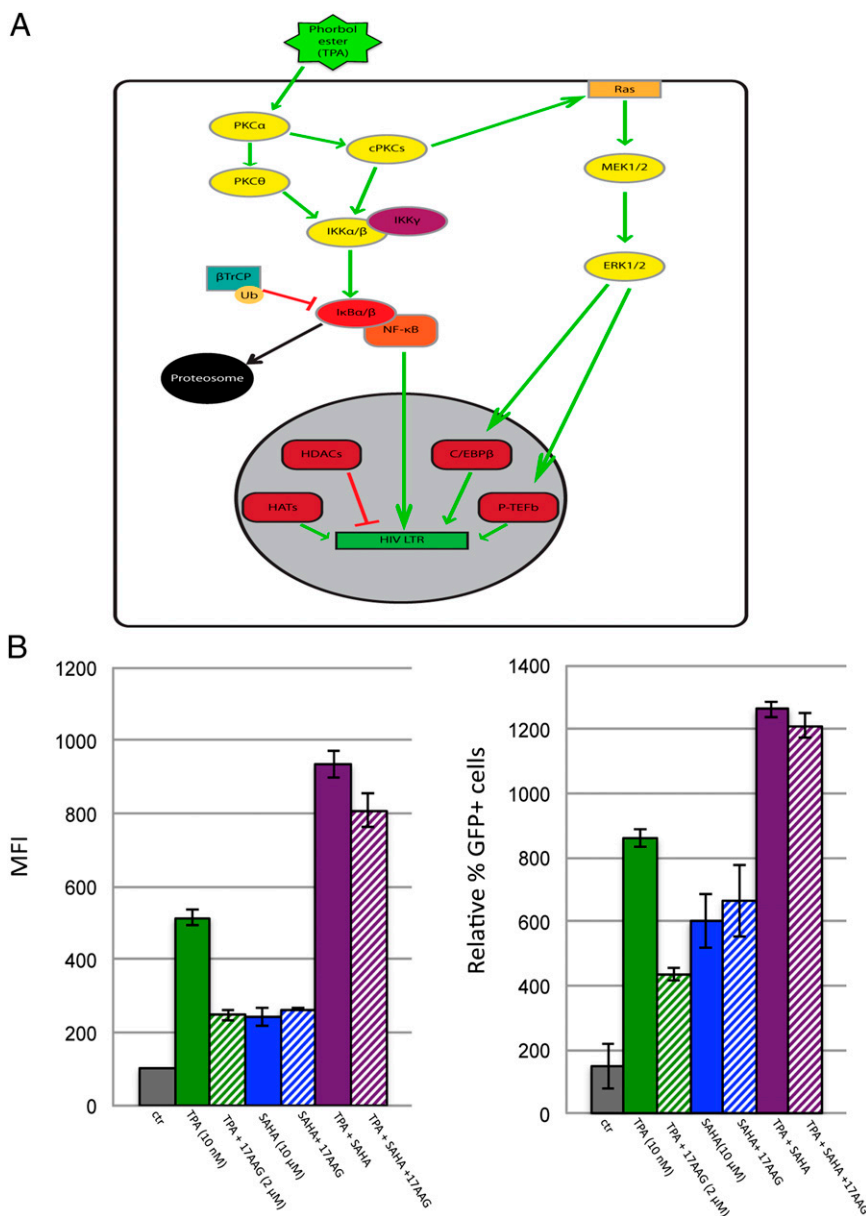 A
Phorbol
ester
(TPA)
Ras
PKCα
cPKCs
MEK1/2
PKCθ
IKKγ
IKKα/β
ERK1/2
βTrCP
Ub
IκBα/β
NF-κB
Proteosome
HDACs
C/EBPβ
HATs
P-TEFb
HIV LTR
B
1200
1000
800
600
400
200
0
MFI
ctr
TPA (10 nM)
TPA + 17AAG (2 μM)
SAHA (10 μM)
SAHA+ 17AAG
TPA + SAHA
TPA + SAHA +17AAG
1400
1200
1000
800
600
400
200
0
Relative % GFP+ cells
ctr
TPA (10 nM)
TPA + 17AAG (2 μM)
SAHA(10 μM)
SAHA+ 17AAG
TPA + SAHA
TPA + SAHA +17AAG